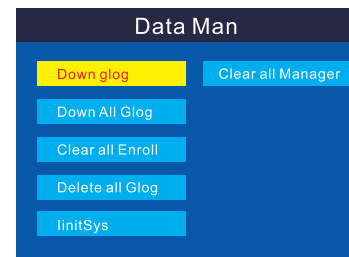 Data Man
Down glog
Clear all Manager
Down All Glog
Clear all Enroll
Delete all Glog
IinitSys